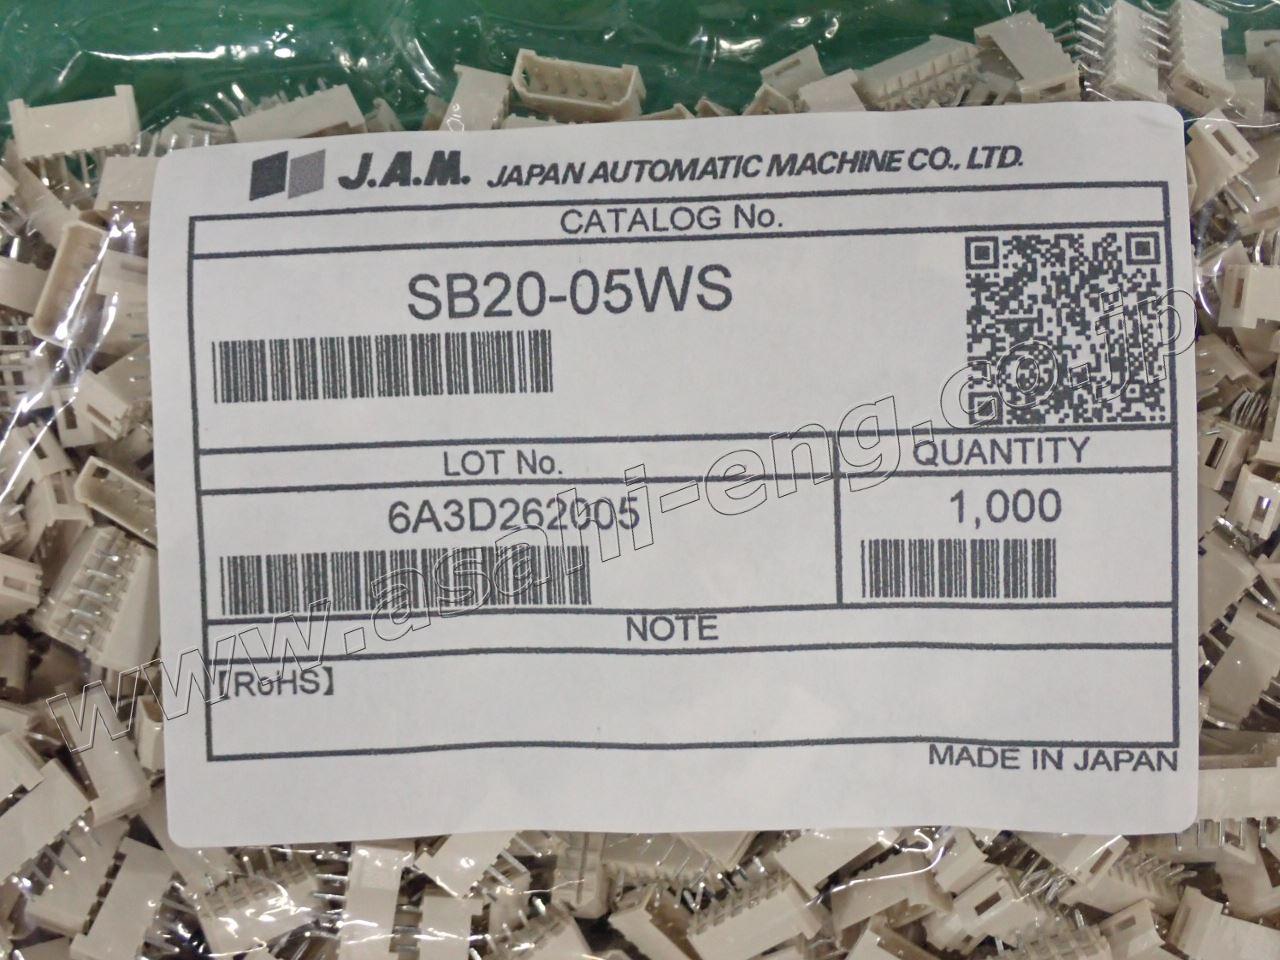 J.A.M. JAPAN AUTOMATIC MACHINE CO., LTD.
CATALOG No.
SB20-05WS
LOT No.
QUANTITY
6A3D262005
1,000
NOTE
【RoHS】
MADE IN JAPAN
www.asahi-eng.co.jp